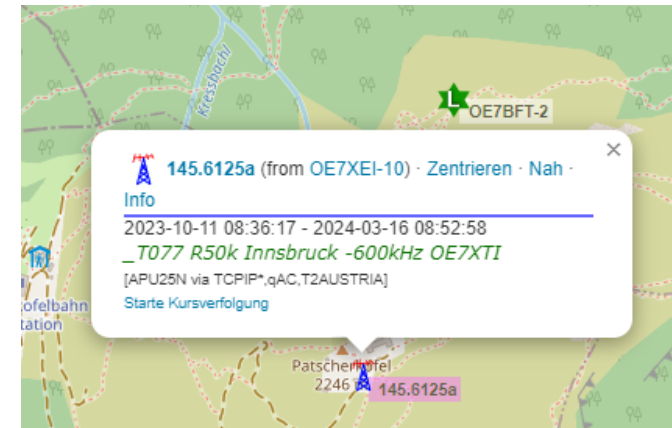 Kressbachl
L OE7BFT-2
×
145.6125a (from OE7XEI-10) · Zentrieren · Nah ·
Info
2023-10-11 08:36:17 - 2024-03-16 08:52:58
_T077 R50k Innsbruck -600kHz OE7XTI
[APU25N via TCPIP*,qAC,T2AUSTRIA]
Starte Kursverfolgung
ofelbahn
tation
Patscherkofel
2246
145.6125a